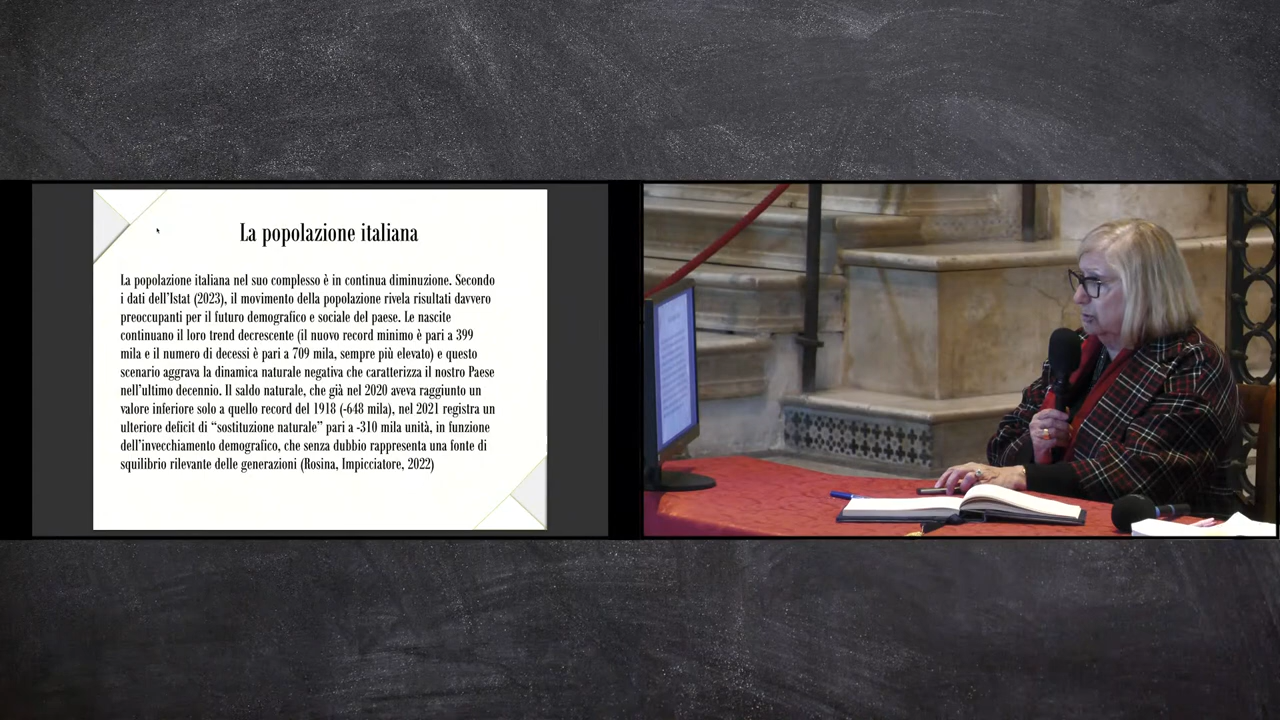 La popolazione italiana
La popolazione italiana nel suo complesso è in continua diminuzione. Secondo
i dati dell'Istat (2023), il movimento della popolazione rivela risultati davvero
preoccupanti per il futuro demografico e sociale del paese. Le nascite
continuano il loro trend decrescente (il nuovo record minimo è pari a 399
mila e il numero di decessi è pari a 709 mila, sempre più elevato) e questo
scenario aggrava la dinamica naturale negativa che caratterizza il nostro Paese
nell'ultimo decennio. Il saldo naturale, che già nel 2020 aveva raggiunto un
valore inferiore solo a quello record del 1918 (-648 mila), nel 2021 registra un
ulteriore deficit di “sostituzione naturale” pari a -310 mila unità, in funzione
dell'invecchiamento demografico, che senza dubbio rappresenta una fonte di
squilibrio rilevante delle generazioni (Rosina, Impicciatore, 2022)